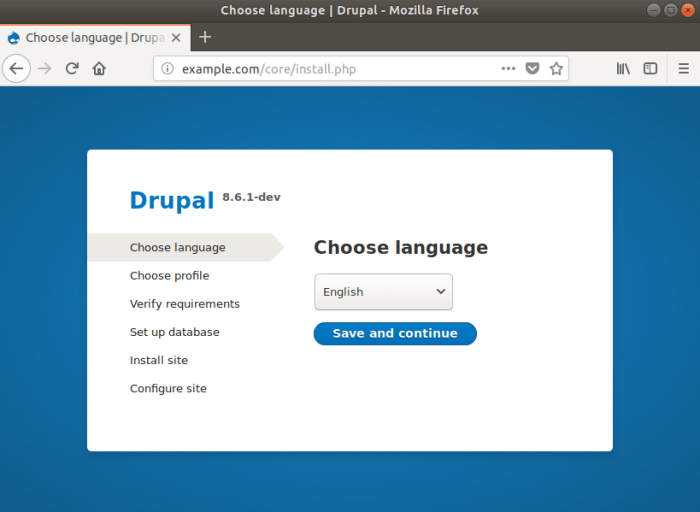 Choose language | Drupal - Mozilla Firefox
Choose language | Drupa
example.com/core/install.php
Drupal 8.6.1-dev
Choose language
Choose profile
Verify requirements
Set up database
Install site
Configure site
Choose language
English
Save and continue